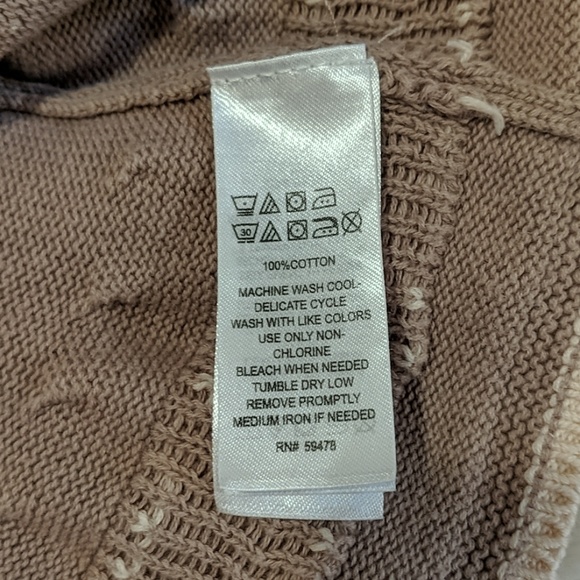 30
100%COTTON
MACHINE WASH COOL-
DELICATE CYCLE
WASH WITH LIKE COLORS
USE ONLY NON-
CHLORINE
BLEACH WHEN NEEDED
TUMBLE DRY LOW
REMOVE PROMPTLY
MEDIUM IRON IF NEEDED
RN# 59478